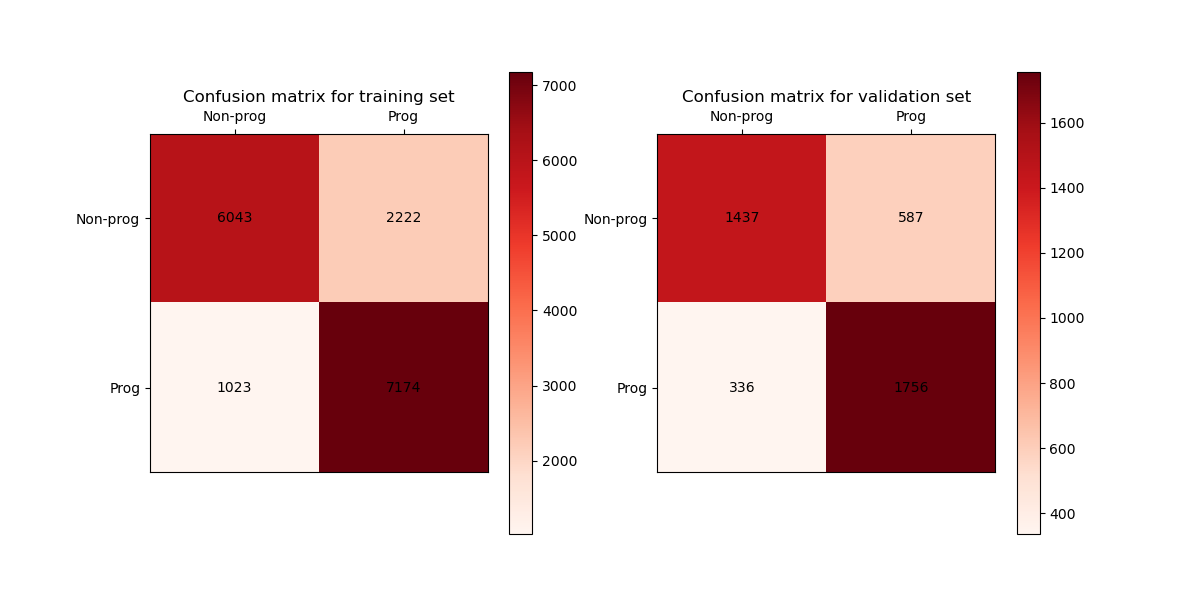 Confusion matrix for training set
Non-prog Prog
Non-prog 6043 2222
Prog 1023 7174
7000
6000
5000
4000
3000
2000
Confusion matrix for validation set
Non-prog Prog
Non-prog 1437 587
Prog 336 1756
1600
1400
1200
1000
800
600
400